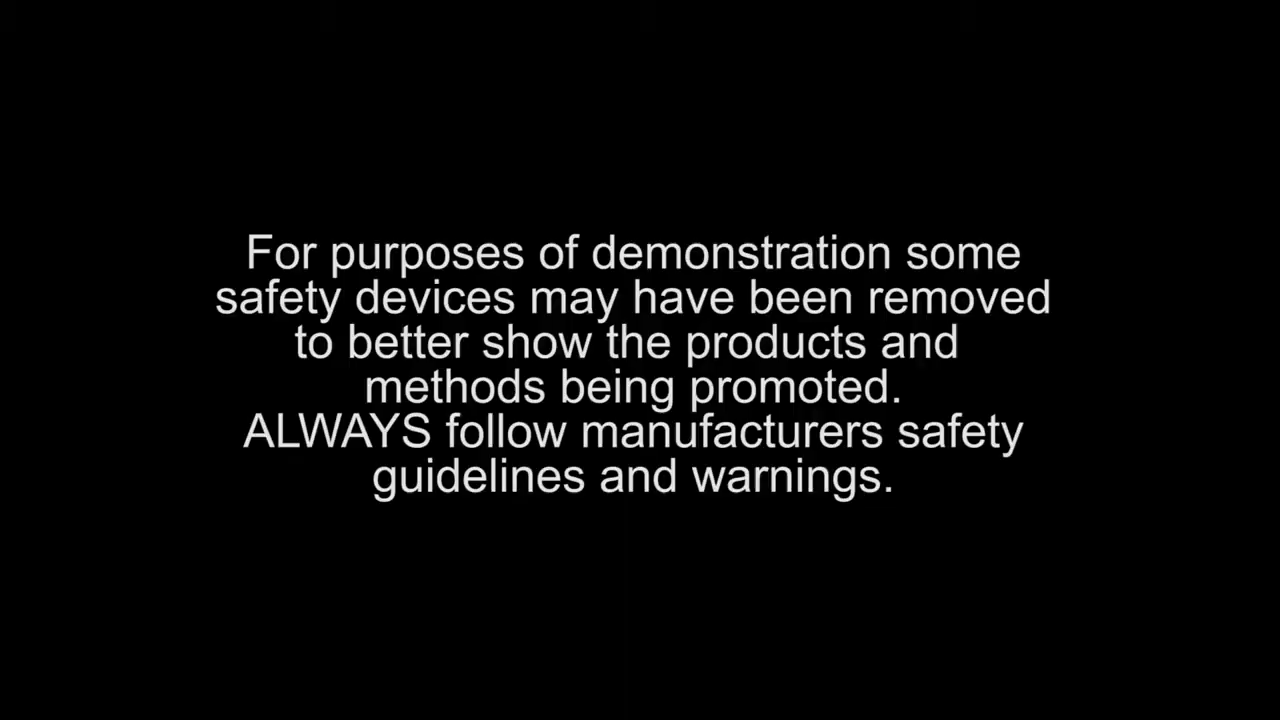 For purposes of demonstration some
safety devices may have been removed
to better show the products and
methods being promoted.
ALWAYS follow manufacturers safety
guidelines and warnings.